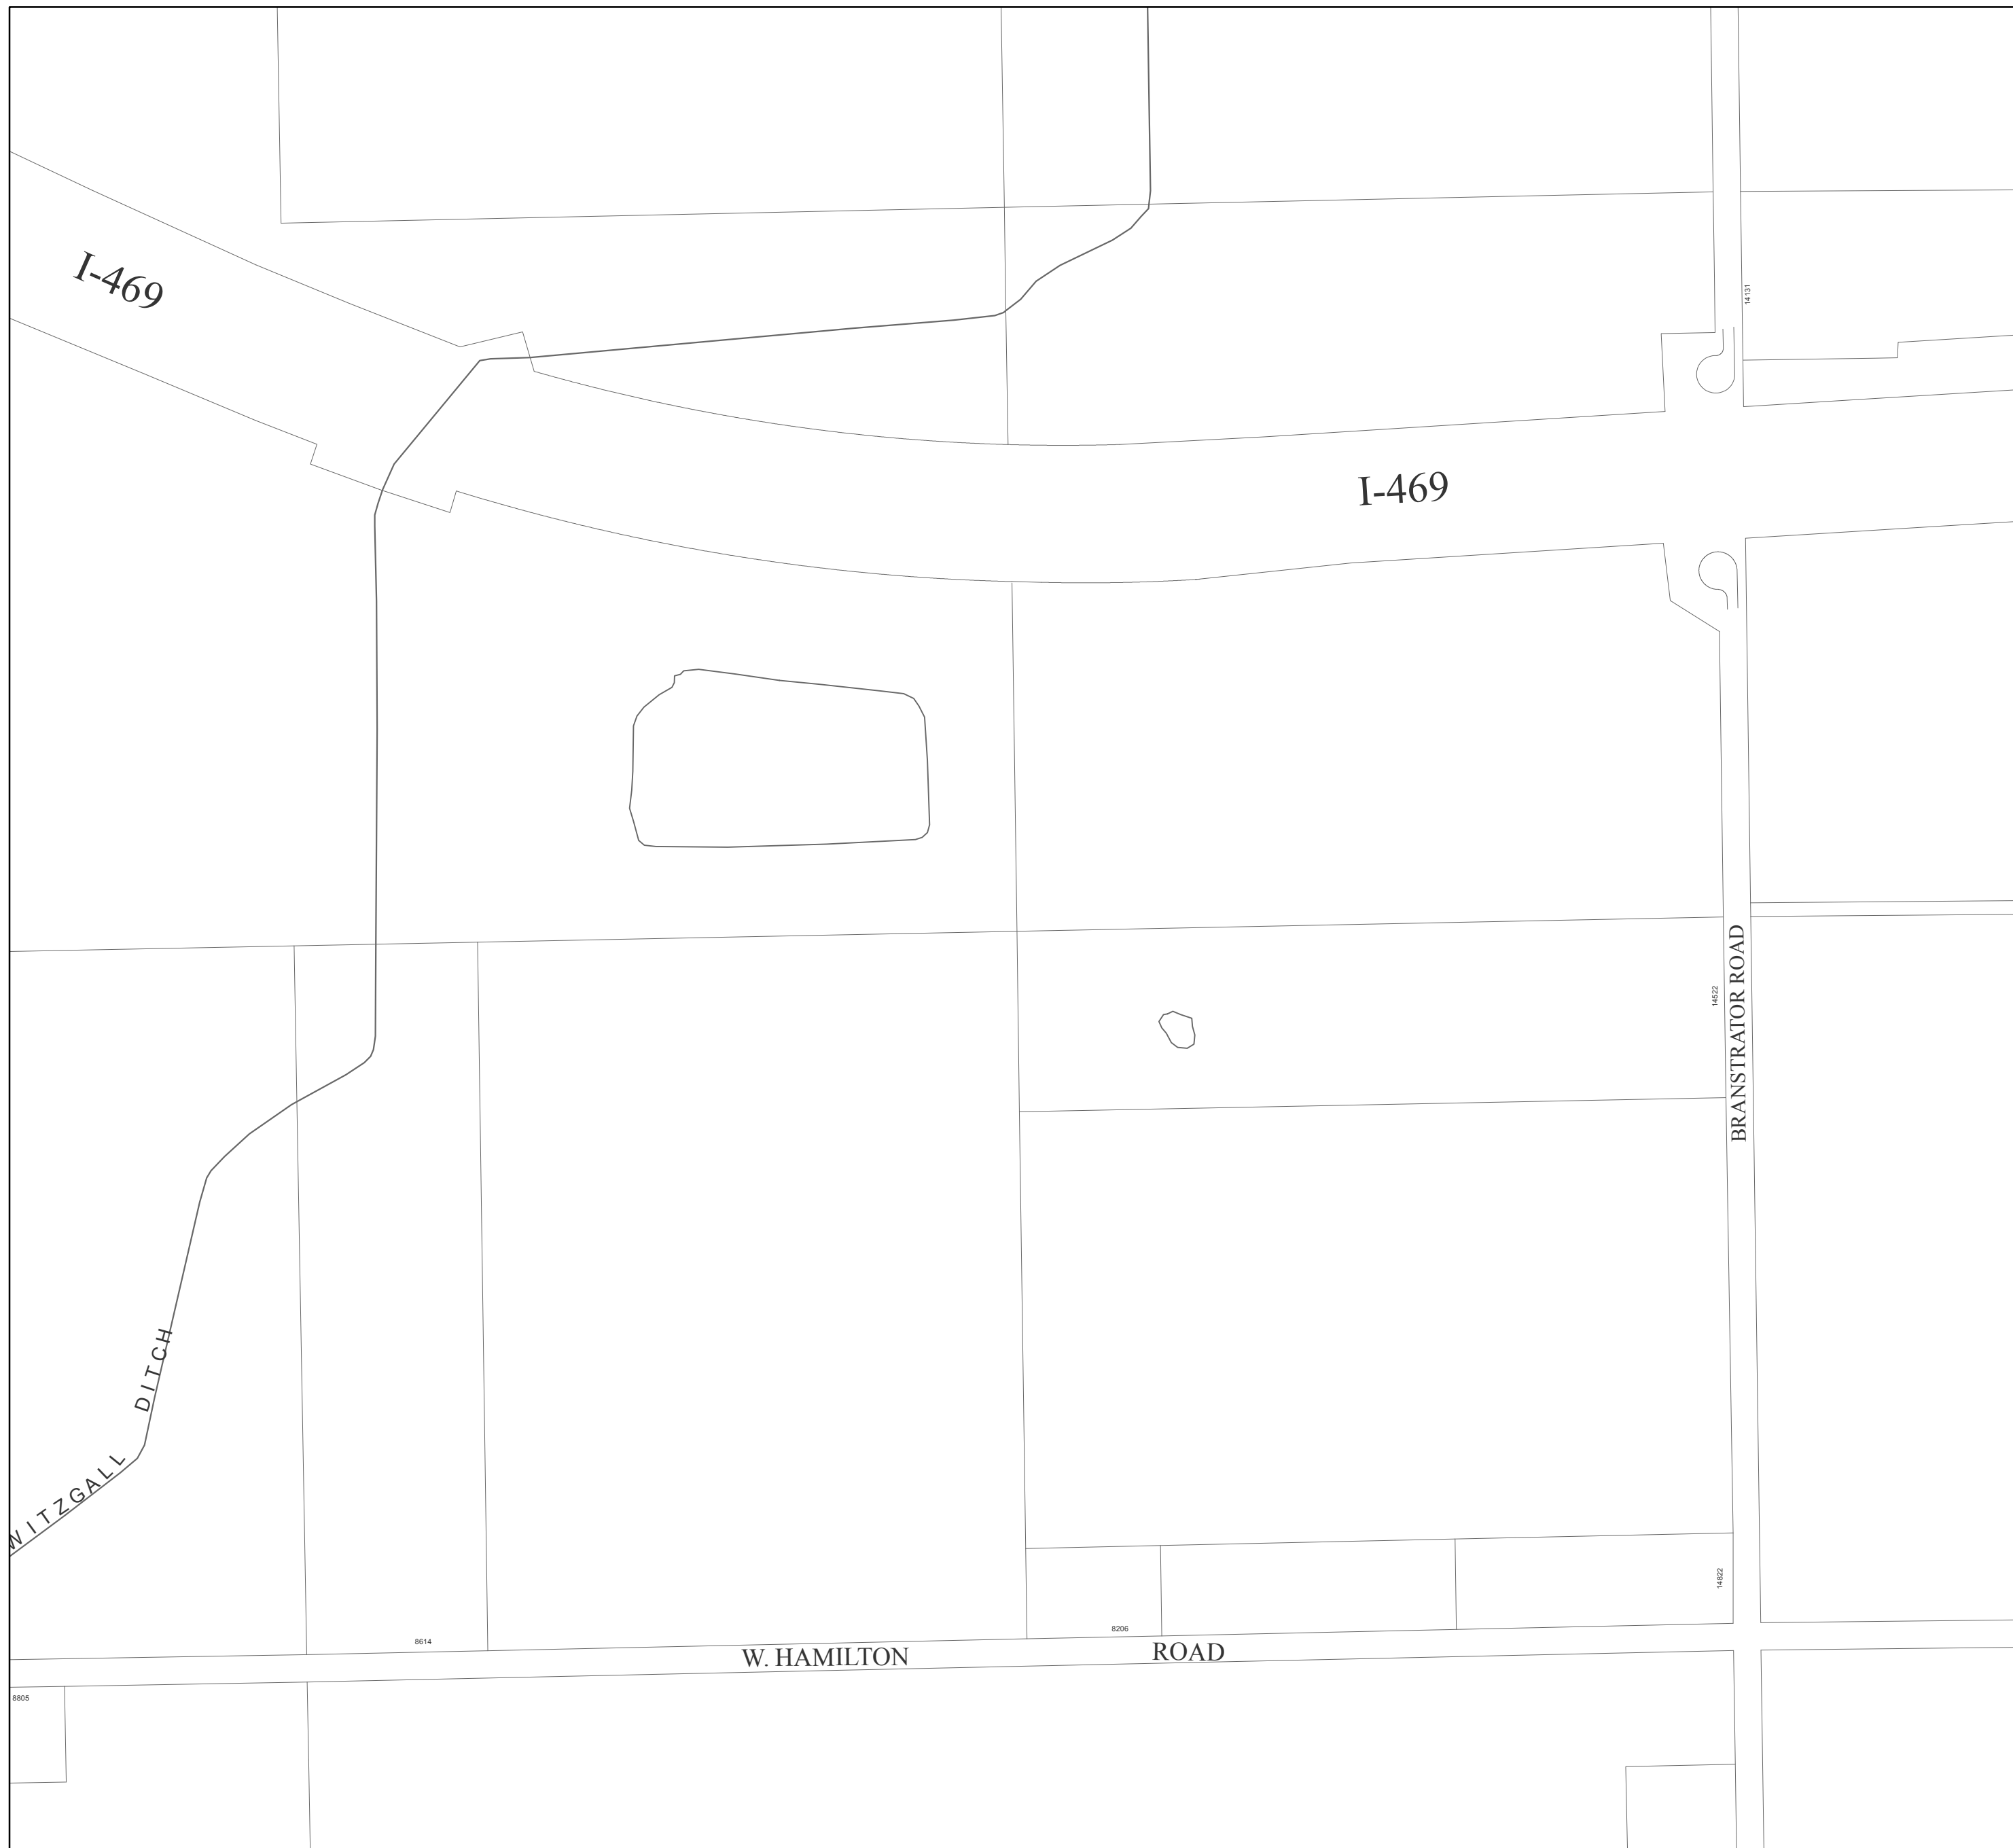 I-469
14131
I-469
BRANSTRATOR ROAD
14522
WITZGALL DITCH
14822
8206
8614
W. HAMILTON ROAD
8805